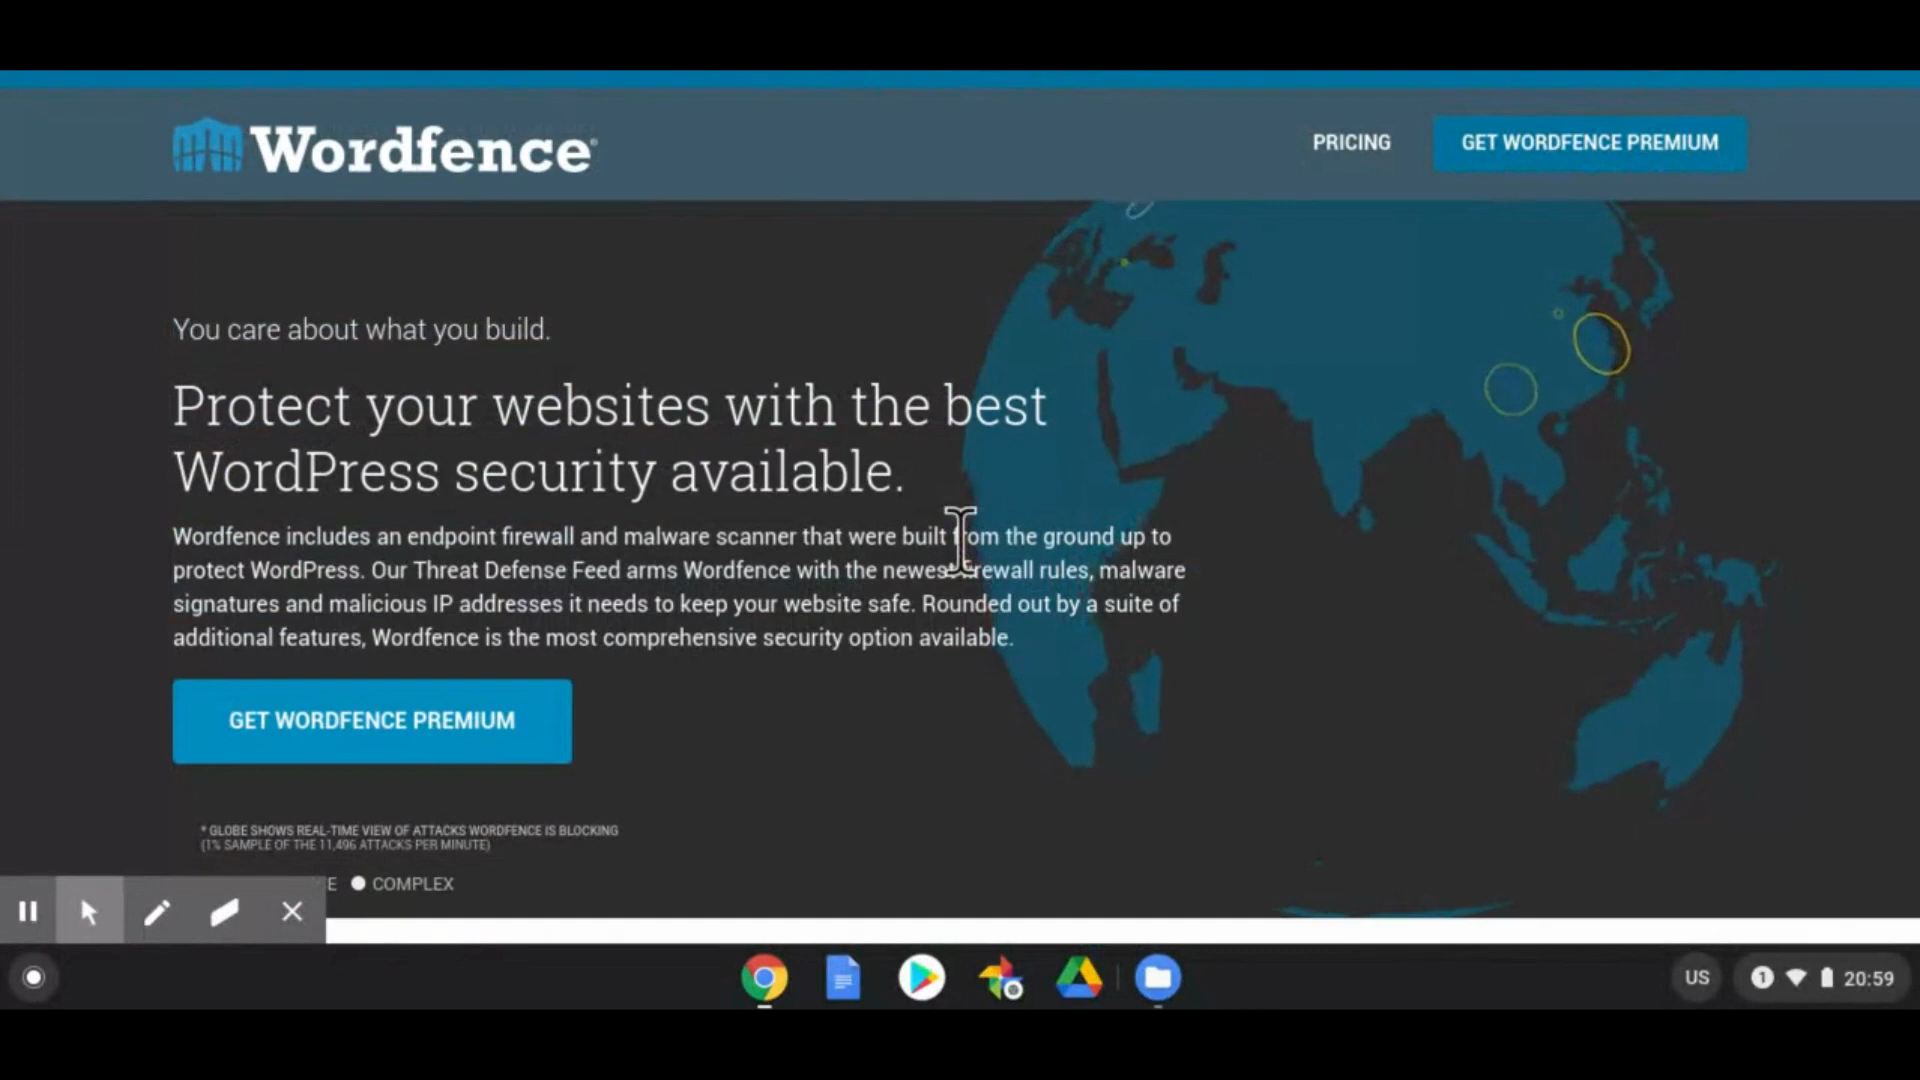 Wordfence®
PRICING
GET WORDFENCE PREMIUM
You care about what you build.
Protect your websites with the best
WordPress security available.
Wordfence includes an endpoint firewall and malware scanner that were built from the ground up to
protect WordPress. Our Threat Defense Feed arms Wordfence with the newest firewall rules, malware
signatures and malicious IP addresses it needs to keep your website safe. Rounded out by a suite of
additional features, Wordfence is the most comprehensive security option available.
GET WORDFENCE PREMIUM
* GLOBE SHOWS REAL-TIME VIEW OF ATTACKS WORDFENCE IS BLOCKING
(1% SAMPLE OF THE 11,496 ATTACKS PER MINUTE)
E COMPLEX
US 1 20:59